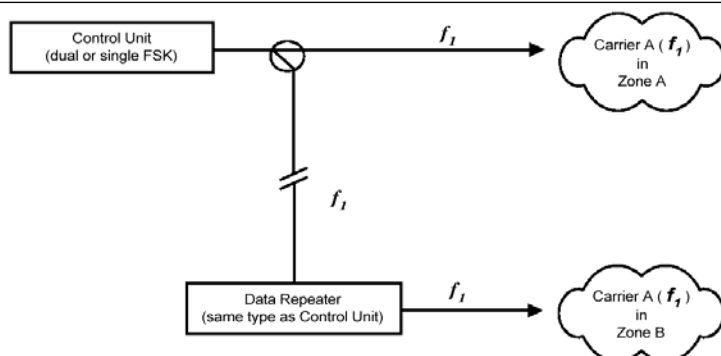 Control Unit
(dual or single FSK)
f1
Carrier A ( f1 )
in
Zone A
f1
Data Repeater
(same type as Control Unit)
f1
Carrier A ( f1 )
in
Zone B